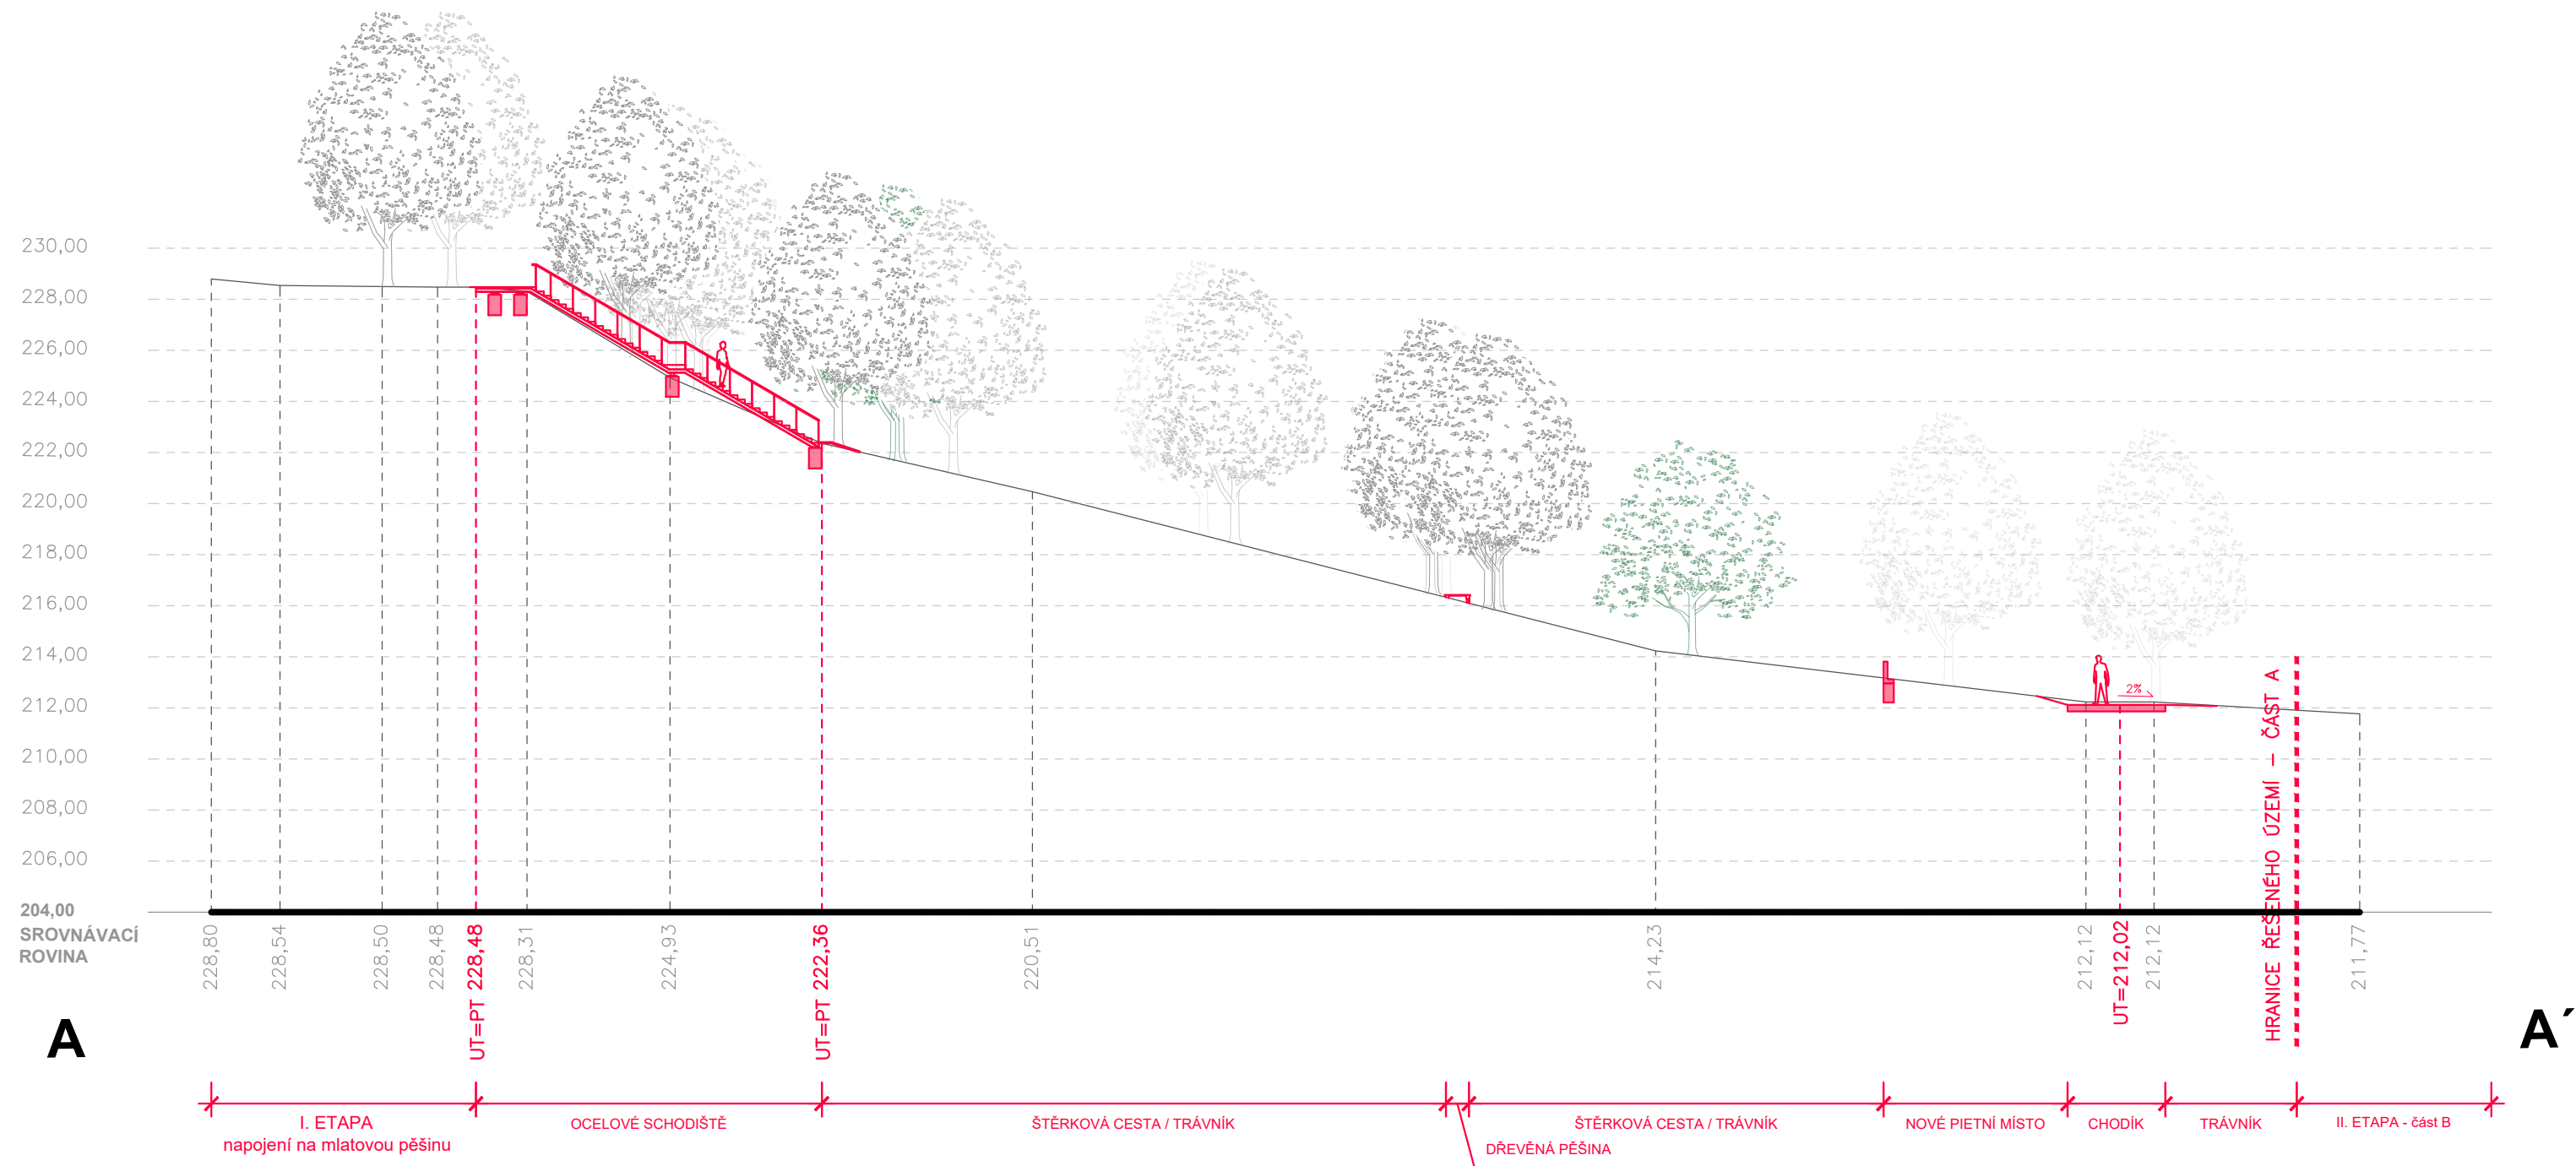 230,00
228,00
226,00
224,00
222,00
220,00
218,00
216,00
214,00
212,00
210,00
208,00
206,00
204,00
SROVNÁVACÍ
ROVINA
2%
228,80
228,54
228,50
228,48
UT=PT 228,48
228,31
224,93
UT=PT 222,36
220,51
214,23
212,12
UT=212,02
212,12
HRANICE ŘEŠENÉHO ÚZEMÍ – ČÁST A
211,77
A
A´
I. ETAPA
napojení na mlatovou pěšinu
OCELOVÉ SCHODIŠTĚ
ŠTĚRKOVÁ CESTA / TRÁVNÍK
DŘEVĚNÁ PĚŠINA
ŠTĚRKOVÁ CESTA / TRÁVNÍK
NOVÉ PIETNÍ MÍSTO
CHODÍK
TRÁVNÍK
II. ETAPA - část B